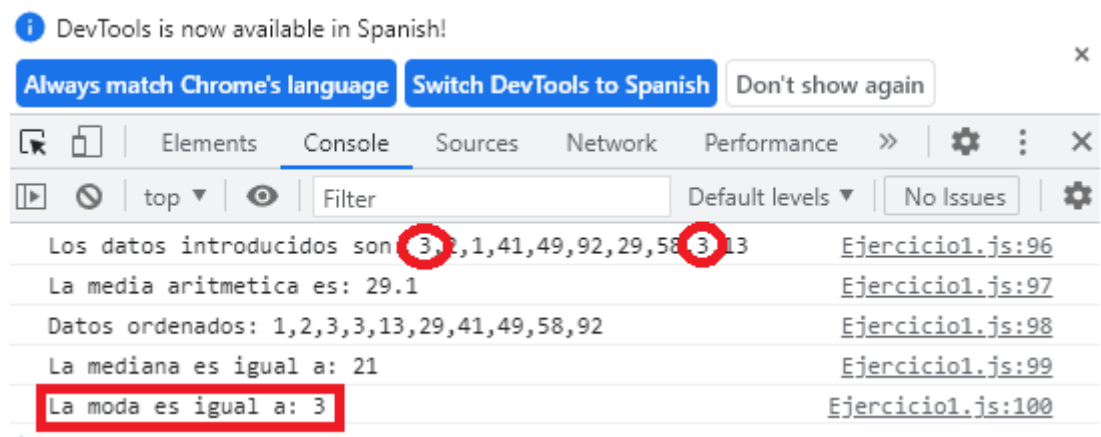 DevTools is now available in Spanish!
Always match Chrome's language Switch DevTools to Spanish Don't show again
Elements Console Sources Network Performance
top Filter Default levels No Issues
Los datos introducidos son: 3,2,1,41,49,92,29,58,3,13 Ejercicio1.js:96
La media aritmetica es: 29.1 Ejercicio1.js:97
Datos ordenados: 1,2,3,3,13,29,41,49,58,92 Ejercicio1.js:98
La mediana es igual a: 21 Ejercicio1.js:99
La moda es igual a: 3 Ejercicio1.js:100